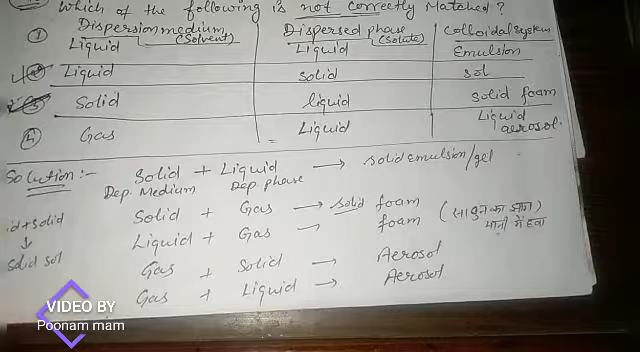 Which of the following is not correctly Matched?
Dispersion medium (Solvent) Dispersed phase (Solute) Colloidal system
① Liquid Liquid Emulsion
Liquid solid sol
Solid liquid solid foam
④ Gas Liquid Liquid aerosol.
Solution:- Solid + Liquid → solid emulsion/gel
Dep. Medium Dep phase
Solid + Gas → solid foam
Liquid + Gas → foam (साबुन का झाग)
पानी में हवा
id+solid
↓
Solid sol
Gas + Solid → Aerosol
Gas + Liquid → Aerosol
VIDEO BY
Poonam mam